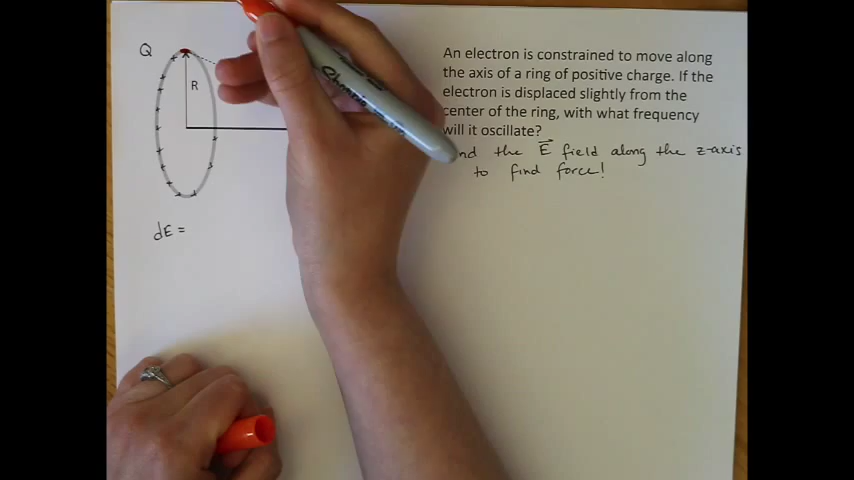 Q
R
An electron is constrained to move along
the axis of a ring of positive charge. If the
electron is displaced slightly from the
center of the ring, with what frequency
will it oscillate?
the E⃗ field along the z-axis
to find force!
dE =
Sharpie